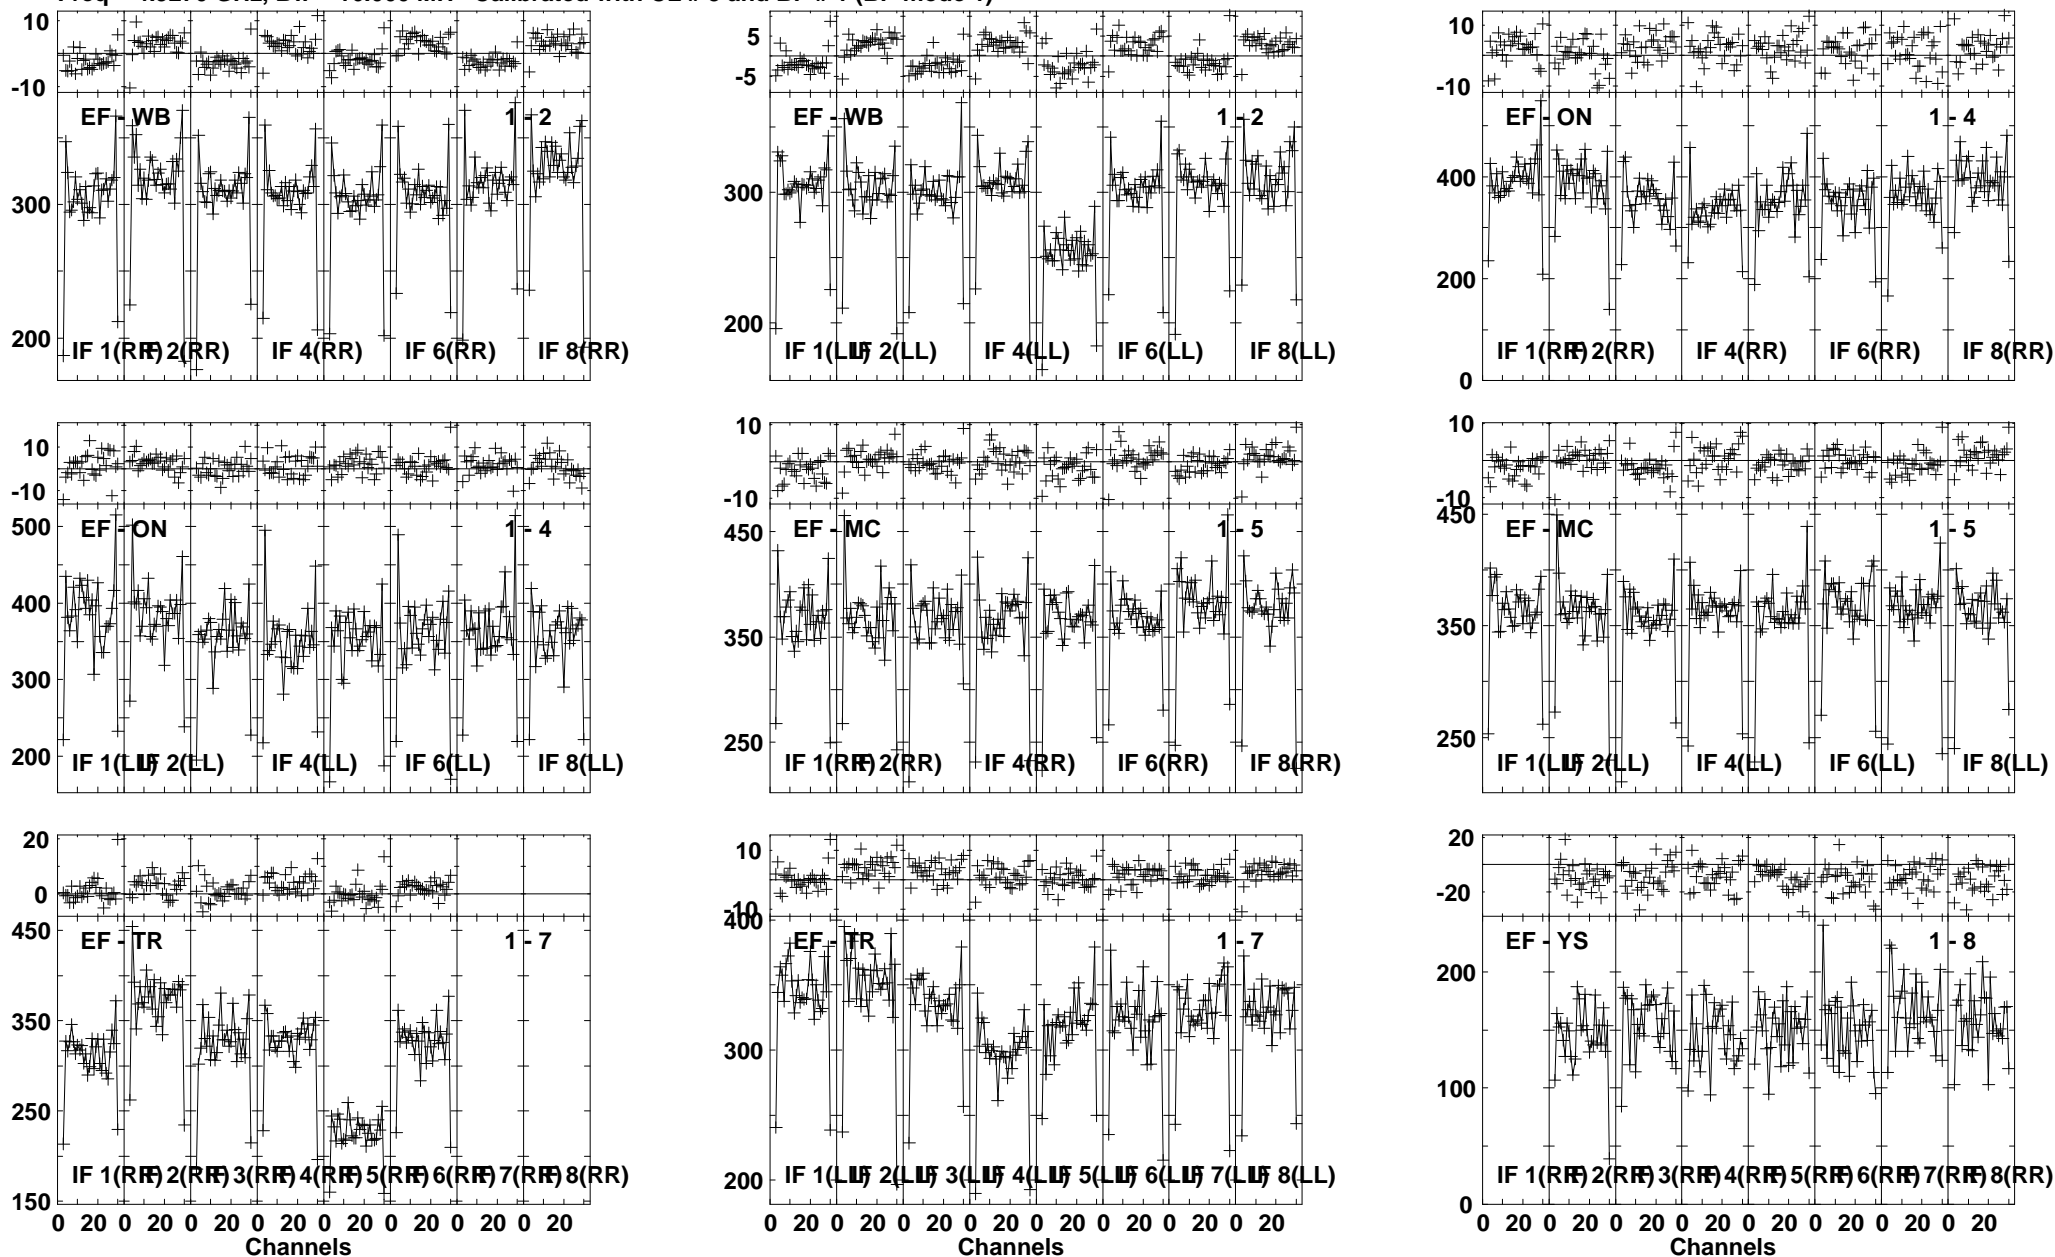 10
-10
300
200
EF - WB
1 - 2
IF 1(RR) IF 2(RR) IF 4(RR) IF 6(RR) IF 8(RR)
5
-5
300
200
EF - WB
1 - 2
IF 1(LL) IF 2(LL) IF 4(LL) IF 6(LL) IF 8(LL)
10
-10
400
200
0
EF - ON
1 - 4
IF 1(RR) IF 2(RR) IF 4(RR) IF 6(RR) IF 8(RR)
10
-10
500
400
300
200
EF - ON
1 - 4
IF 1(LL) IF 2(LL) IF 4(LL) IF 6(LL) IF 8(LL)
10
-10
450
350
250
EF - MC
1 - 5
IF 1(RR) IF 2(RR) IF 4(RR) IF 6(RR) IF 8(RR)
10
-10
450
350
250
EF - MC
1 - 5
IF 1(LL) IF 2(LL) IF 4(LL) IF 6(LL) IF 8(LL)
20
0
450
350
250
150
EF - TR
1 - 7
IF 1(RR) IF 2(RR) IF 3(RR) IF 4(RR) IF 5(RR) IF 6(RR) IF 7(RR) IF 8(RR)
0 20 0 20 0 20 0 20 0 20 0 20 0 20 0 20
Channels
10
-10
400
300
200
EF - TR
1 - 7
IF 1(LL) IF 2(LL) IF 3(LL) IF 4(LL) IF 5(LL) IF 6(LL) IF 7(LL) IF 8(LL)
0 20 0 20 0 20 0 20 0 20 0 20 0 20 0 20
Channels
20
-20
200
100
0
EF - YS
1 - 8
IF 1(RR) IF 2(RR) IF 3(RR) IF 4(RR) IF 5(RR) IF 6(RR) IF 7(RR) IF 8(RR)
0 20 0 20 0 20 0 20 0 20 0 20 0 20 0 20
Channels